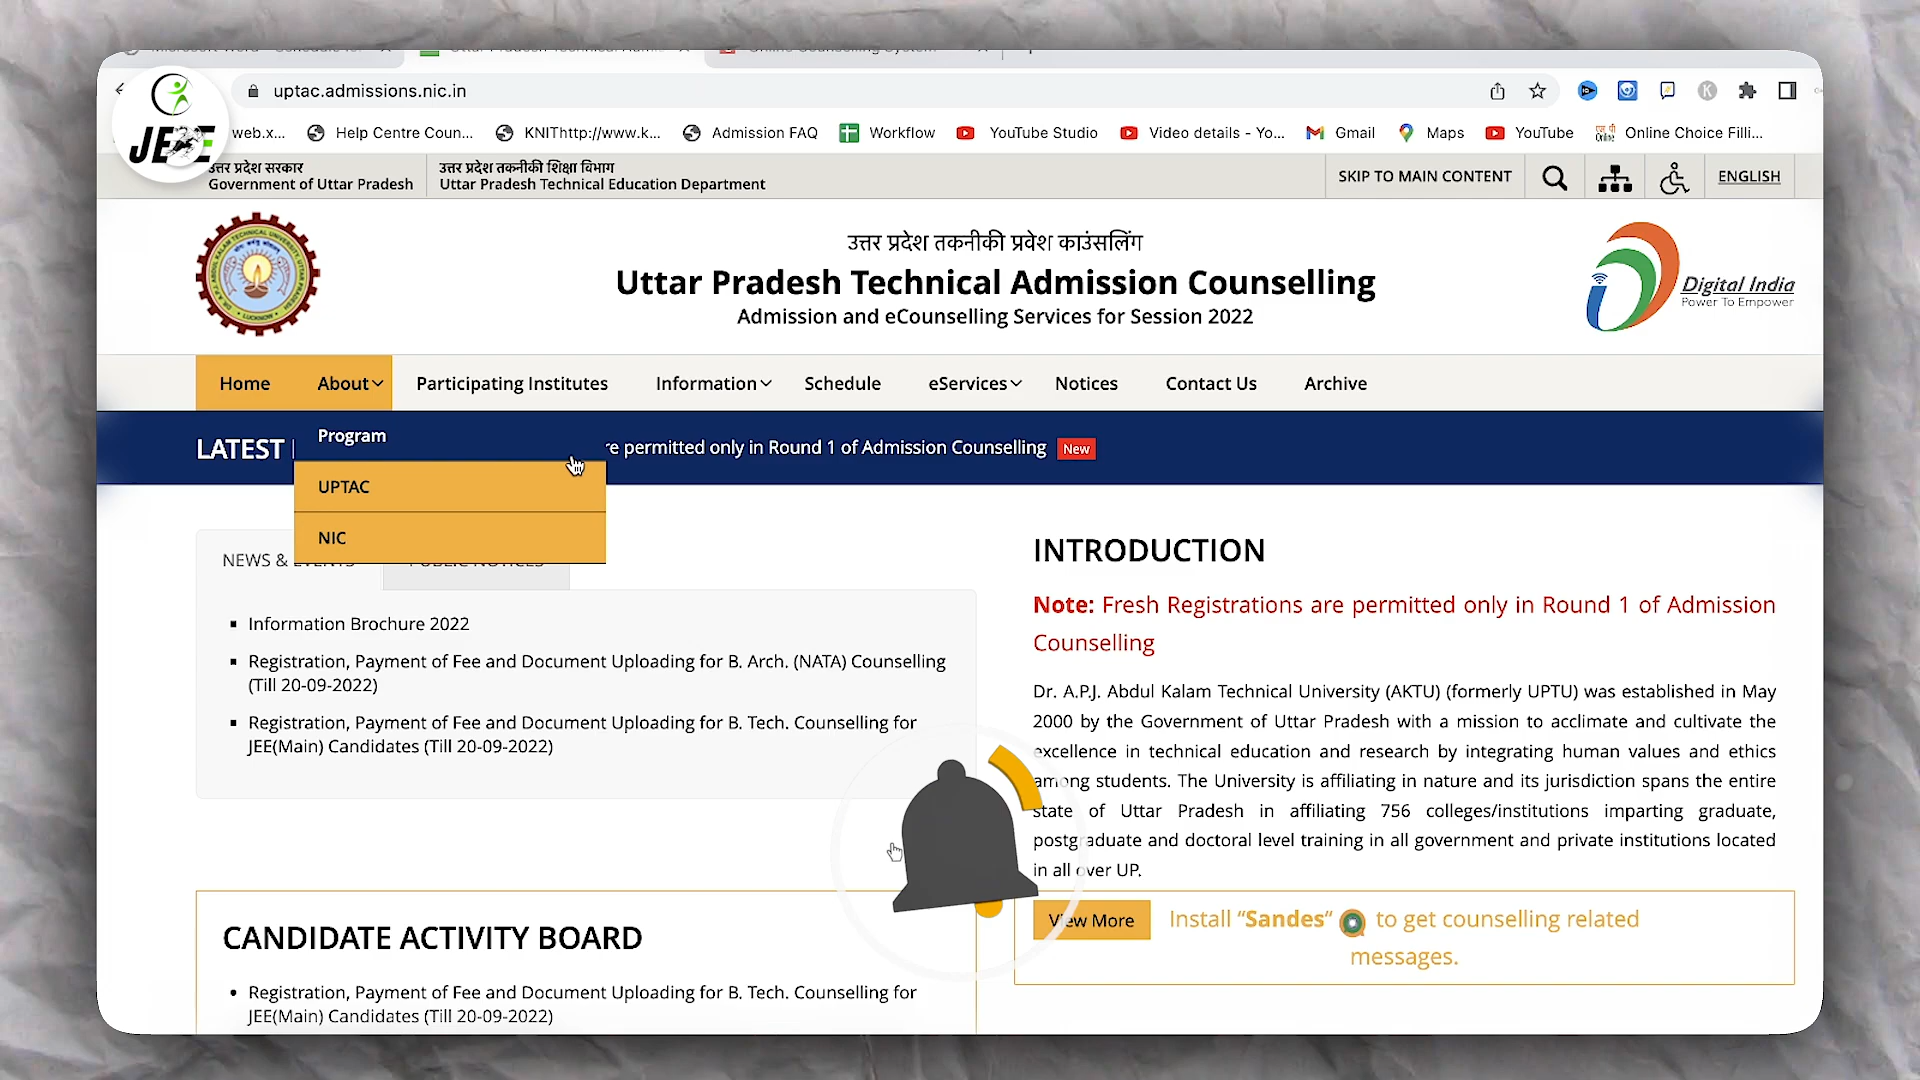 uptac.admissions.nic.in
JEE
web.x... Help Centre Coun... KNIThttp://www.k... Admission FAQ Workflow YouTube Studio Video details - Yo... Gmail Maps YouTube Online Choice Filli...
उत्तर प्रदेश सरकार
Government of Uttar Pradesh
उत्तर प्रदेश तकनीकी शिक्षा विभाग
Uttar Pradesh Technical Education Department
SKIP TO MAIN CONTENT
ENGLISH
उत्तर प्रदेश तकनीकी प्रवेश काउंसलिंग
Uttar Pradesh Technical Admission Counselling
Admission and eCounselling Services for Session 2022
Digital India
Power To Empower
Home About Participating Institutes Information Schedule eServices Notices Contact Us Archive
LATEST
Program
UPTAC
NIC
re permitted only in Round 1 of Admission Counselling New
NEWS & EVENTS PUBLIC NOTICES
Information Brochure 2022
Registration, Payment of Fee and Document Uploading for B. Arch. (NATA) Counselling
(Till 20-09-2022)
Registration, Payment of Fee and Document Uploading for B. Tech. Counselling for
JEE(Main) Candidates (Till 20-09-2022)
INTRODUCTION
Note: Fresh Registrations are permitted only in Round 1 of Admission
Counselling
Dr. A.P.J. Abdul Kalam Technical University (AKTU) (formerly UPTU) was established in May
2000 by the Government of Uttar Pradesh with a mission to acclimate and cultivate the
excellence in technical education and research by integrating human values and ethics
among students. The University is affiliating in nature and its jurisdiction spans the entire
state of Uttar Pradesh in affiliating 756 colleges/institutions imparting graduate,
postgraduate and doctoral level training in all government and private institutions located
in all over UP.
View More
Install “Sandes“ to get counselling related
messages.
CANDIDATE ACTIVITY BOARD
Registration, Payment of Fee and Document Uploading for B. Tech. Counselling for
JEE(Main) Candidates (Till 20-09-2022)